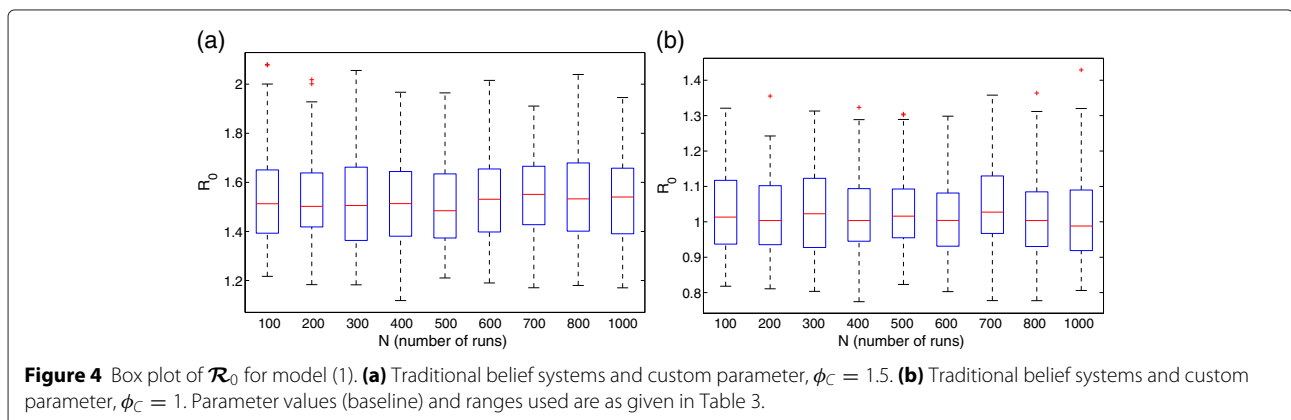 (a)
R0
2
1.8
1.6
1.4
1.2
100 200 300 400 500 600 700 800 1000
N (number of runs)
(b)
R0
1.4
1.3
1.2
1.1
1
0.9
0.8
100 200 300 400 500 600 700 800 1000
N (number of runs)
Figure 4 Box plot of 𝓡0 for model (1). (a) Traditional belief systems and custom parameter, ϕC = 1.5. (b) Traditional belief systems and custom
parameter, ϕC = 1. Parameter values (baseline) and ranges used are as given in Table 3.